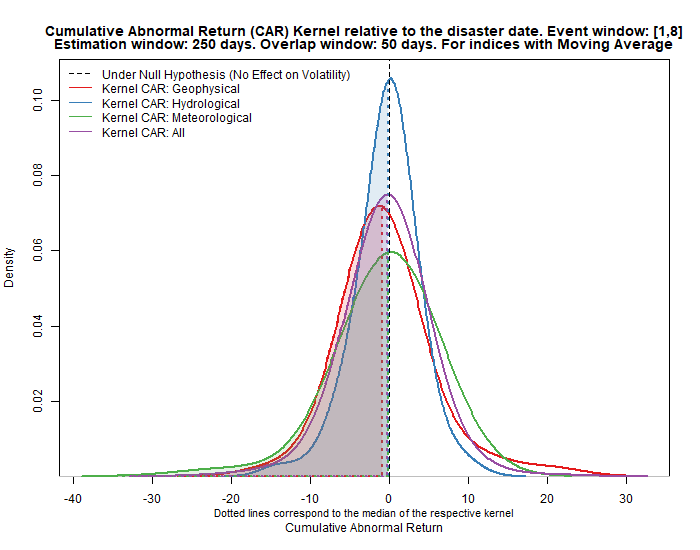 Cumulative Abnormal Return (CAR) Kernel relative to the disaster date. Event window: [1,8]
Estimation window: 250 days. Overlap window: 50 days. For indices with Moving Average
Under Null Hypothesis (No Effect on Volatility)
Kernel CAR: Geophysical
Kernel CAR: Hydrological
Kernel CAR: Meteorological
Kernel CAR: All
0.10
0.08
0.06
0.04
0.02
Density
-40 -30 -20 -10 0 10 20 30
Dotted lines correspond to the median of the respective kernel
Cumulative Abnormal Return